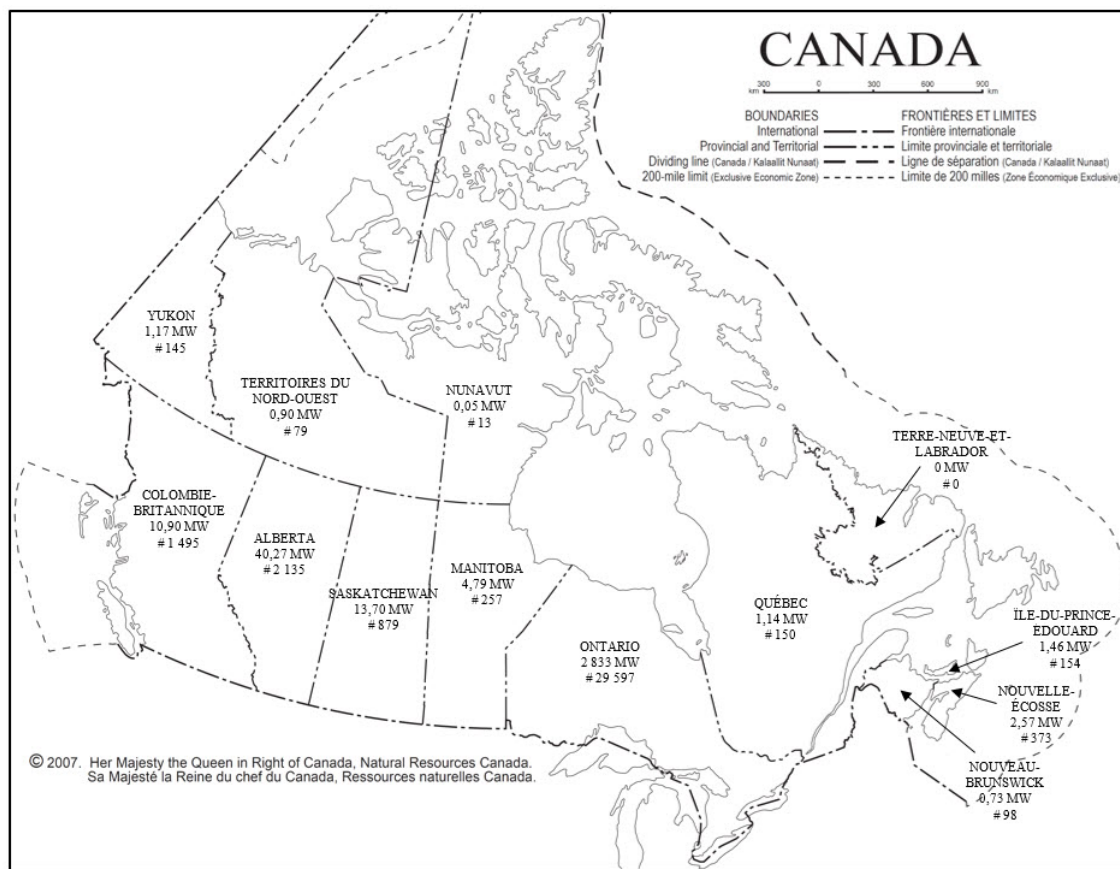 CANADA
300 0 300 600 900
km km
BOUNDARIES FRONTIÈRES ET LIMITES
International Frontière internationale
Provincial and Territorial Limite provinciale et territoriale
Dividing line (Canada / Kalaallit Nunaat) Ligne de séparation (Canada / Kalaallit Nunaat)
200-mile limit (Exclusive Economic Zone) Limite de 200 milles (Zone Économique Exclusive)
YUKON
1,17 MW
# 145
TERRITOIRES DU
NORD-OUEST
0,90 MW
# 79
NUNAVUT
0,05 MW
# 13
TERRE-NEUVE-ET-
LABRADOR
0 MW
# 0
COLOMBIE-
BRITANNIQUE
10,90 MW
# 1 495
ALBERTA
40,27 MW
# 2 135
SASKATCHEWAN
13,70 MW
# 879
MANITOBA
4,79 MW
# 257
ONTARIO
2 833 MW
# 29 597
QUÉBEC
1,14 MW
# 150
ÎLE-DU-PRINCE-
ÉDOUARD
1,46 MW
# 154
NOUVELLE-
ÉCOSSE
2,57 MW
# 373
NOUVEAU-
BRUNSWICK
0,73 MW
# 98
© 2007. Her Majesty the Queen in Right of Canada, Natural Resources Canada.
Sa Majesté la Reine du chef du Canada, Ressources naturelles Canada.